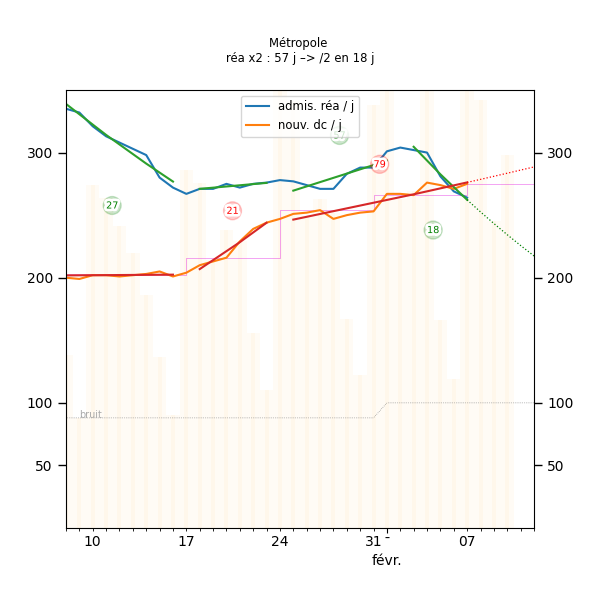 Métropole
réa x2 : 57 j –> /2 en 18 j
admis. réa / j
nouv. dc / j
300
300
79
27
21
18
200
200
bruit
100
100
50
50
10
17
24
31
07
févr.